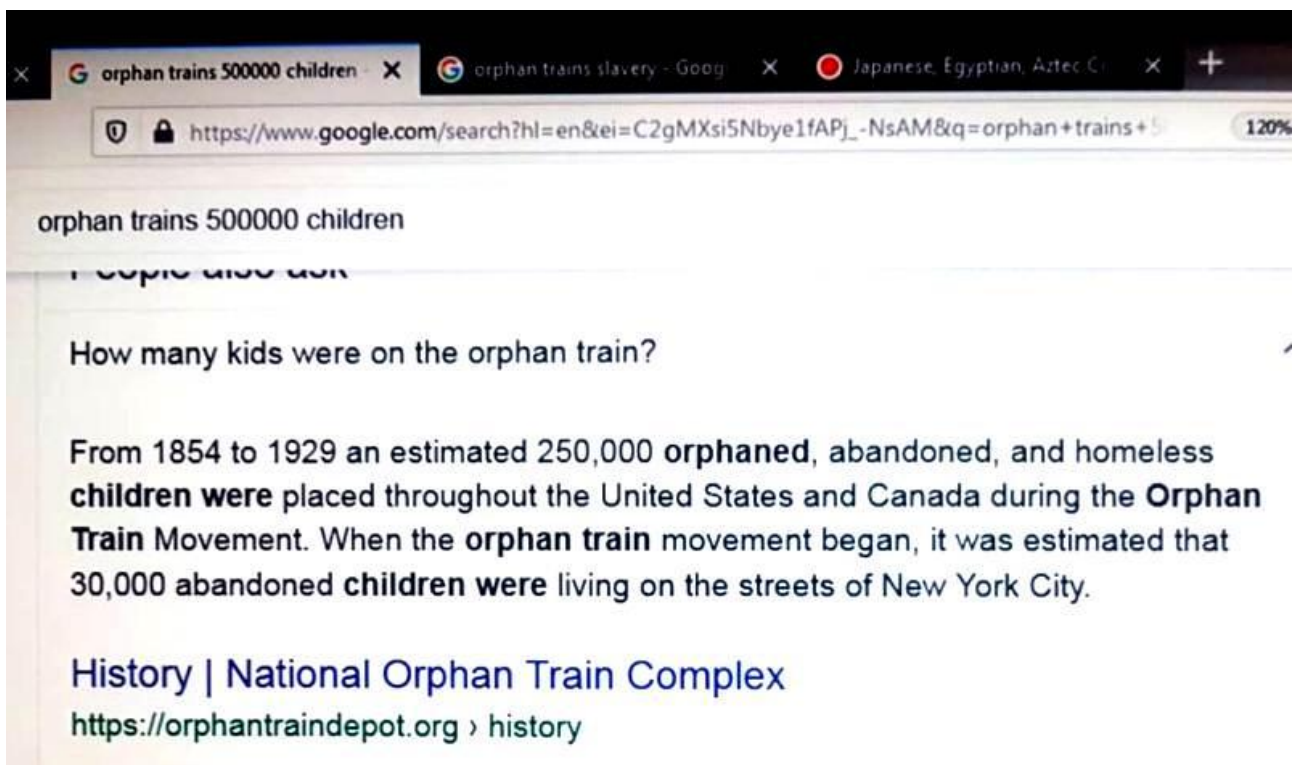 orphan trains 500000 children
orphan trains slavery - Goog
Japanese, Egyptian, Aztec
https://www.google.com/search?hl=en&ei=C2gMXsi5Nbye1fAPj_-NsAM&q=orphan+trains+5
120%
orphan trains 500000 children
People also ask
How many kids were on the orphan train?
From 1854 to 1929 an estimated 250,000 orphaned, abandoned, and homeless
children were placed throughout the United States and Canada during the Orphan
Train Movement. When the orphan train movement began, it was estimated that
30,000 abandoned children were living on the streets of New York City.
History | National Orphan Train Complex
https://orphantraindepot.org › history